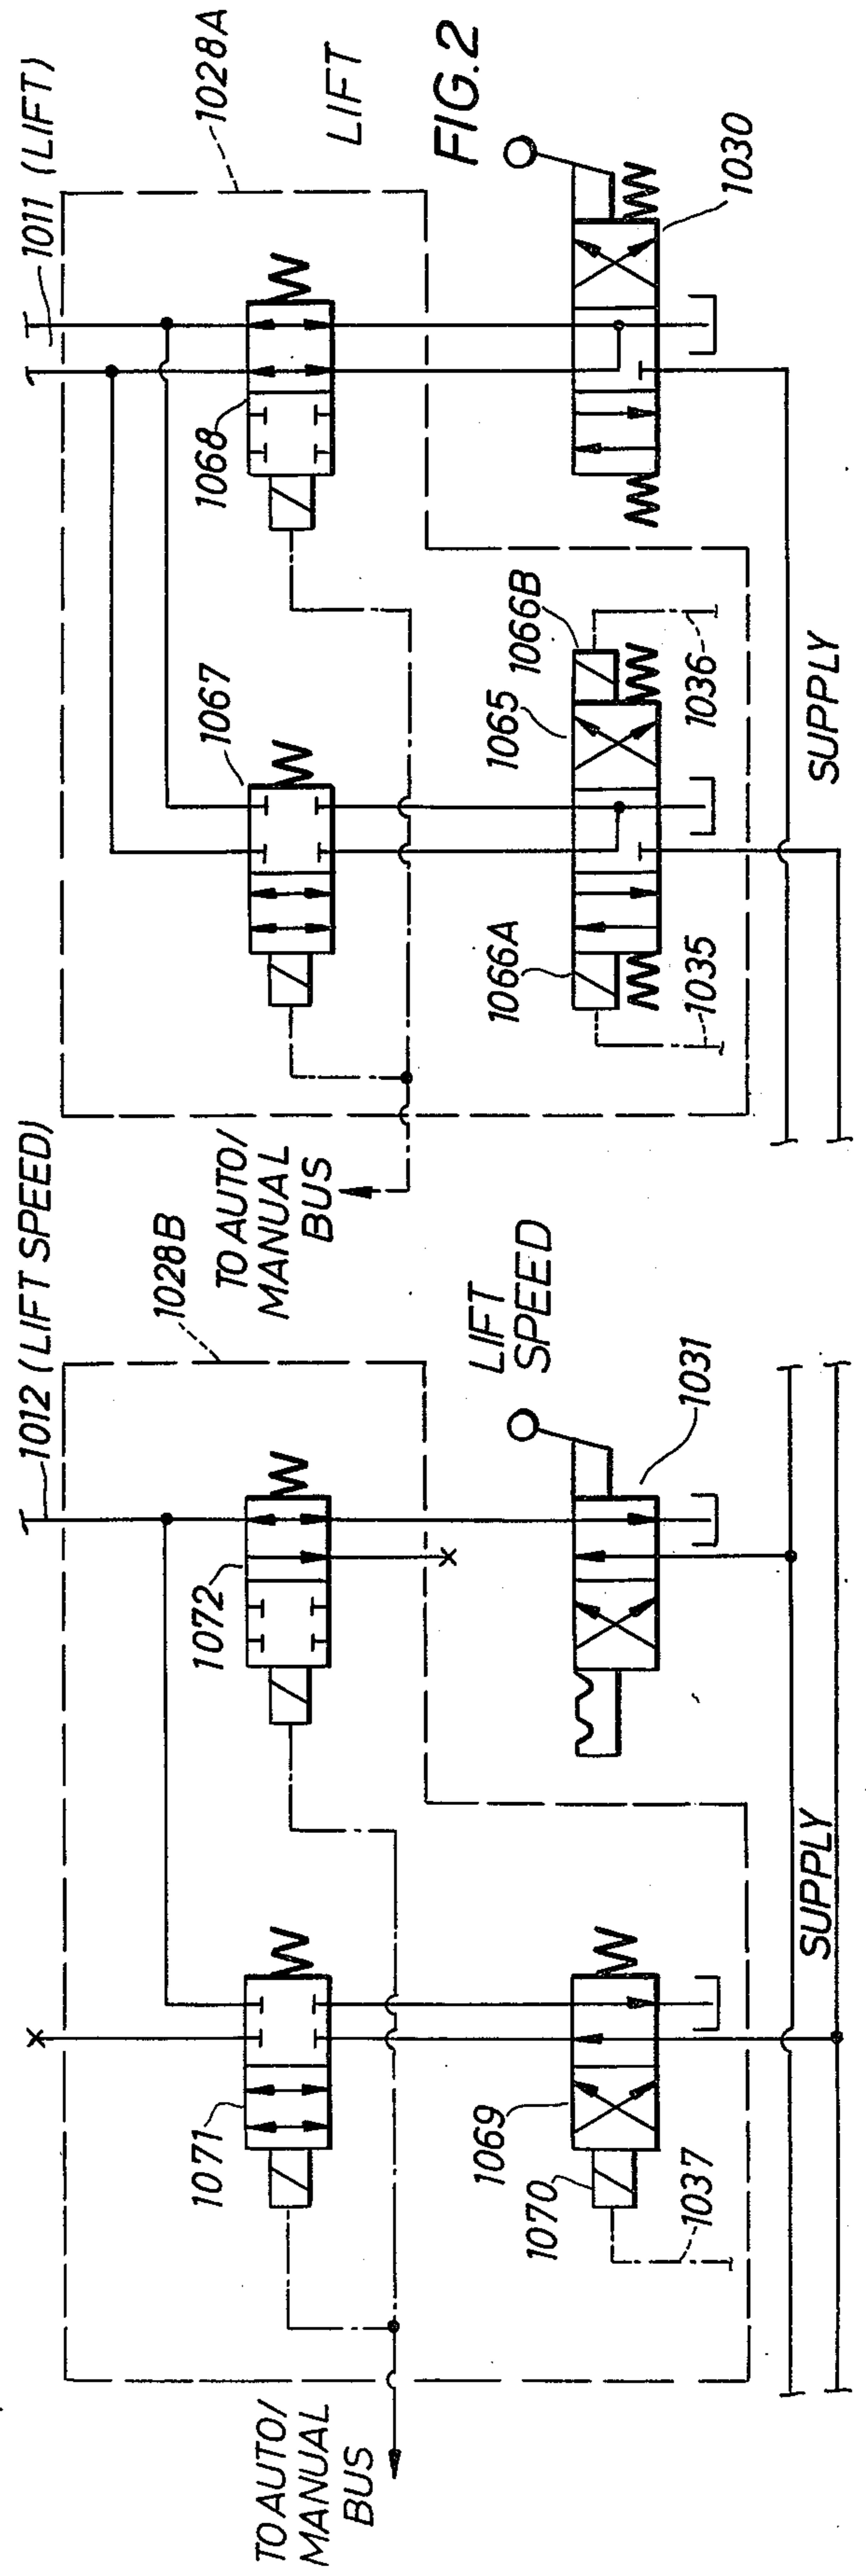 1012 (LIFT SPEED)
1028B
1072
1071
LIFT
SPEED
1031
1069
1070
1037
TO AUTO/
MANUAL
BUS
SUPPLY
1011 (LIFT)
1028A
LIFT
1068
1067
FIG. 2
1030
1066B
1065
1066A
1036
1035
TO AUTO/
MANUAL
BUS
SUPPLY